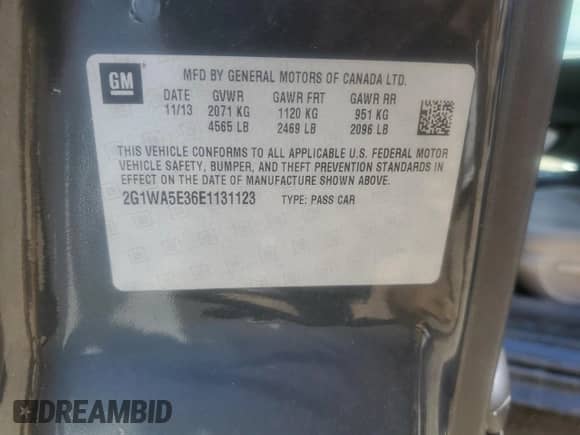 GM
MFD BY GENERAL MOTORS OF CANADA LTD.
DATE GVWR GAWR FRT GAWR RR
11/13 2071 KG 1120 KG 951 KG
4565 LB 2469 LB 2096 LB
THIS VEHICLE CONFORMS TO ALL APPLICABLE U.S. FEDERAL MOTOR
VEHICLE SAFETY, BUMPER, AND THEFT PREVENTION STANDARDS IN
EFFECT ON THE DATE OF MANUFACTURE SHOWN ABOVE.
2G1WA5E36E1131123 TYPE: PASS CAR
DREAMBID